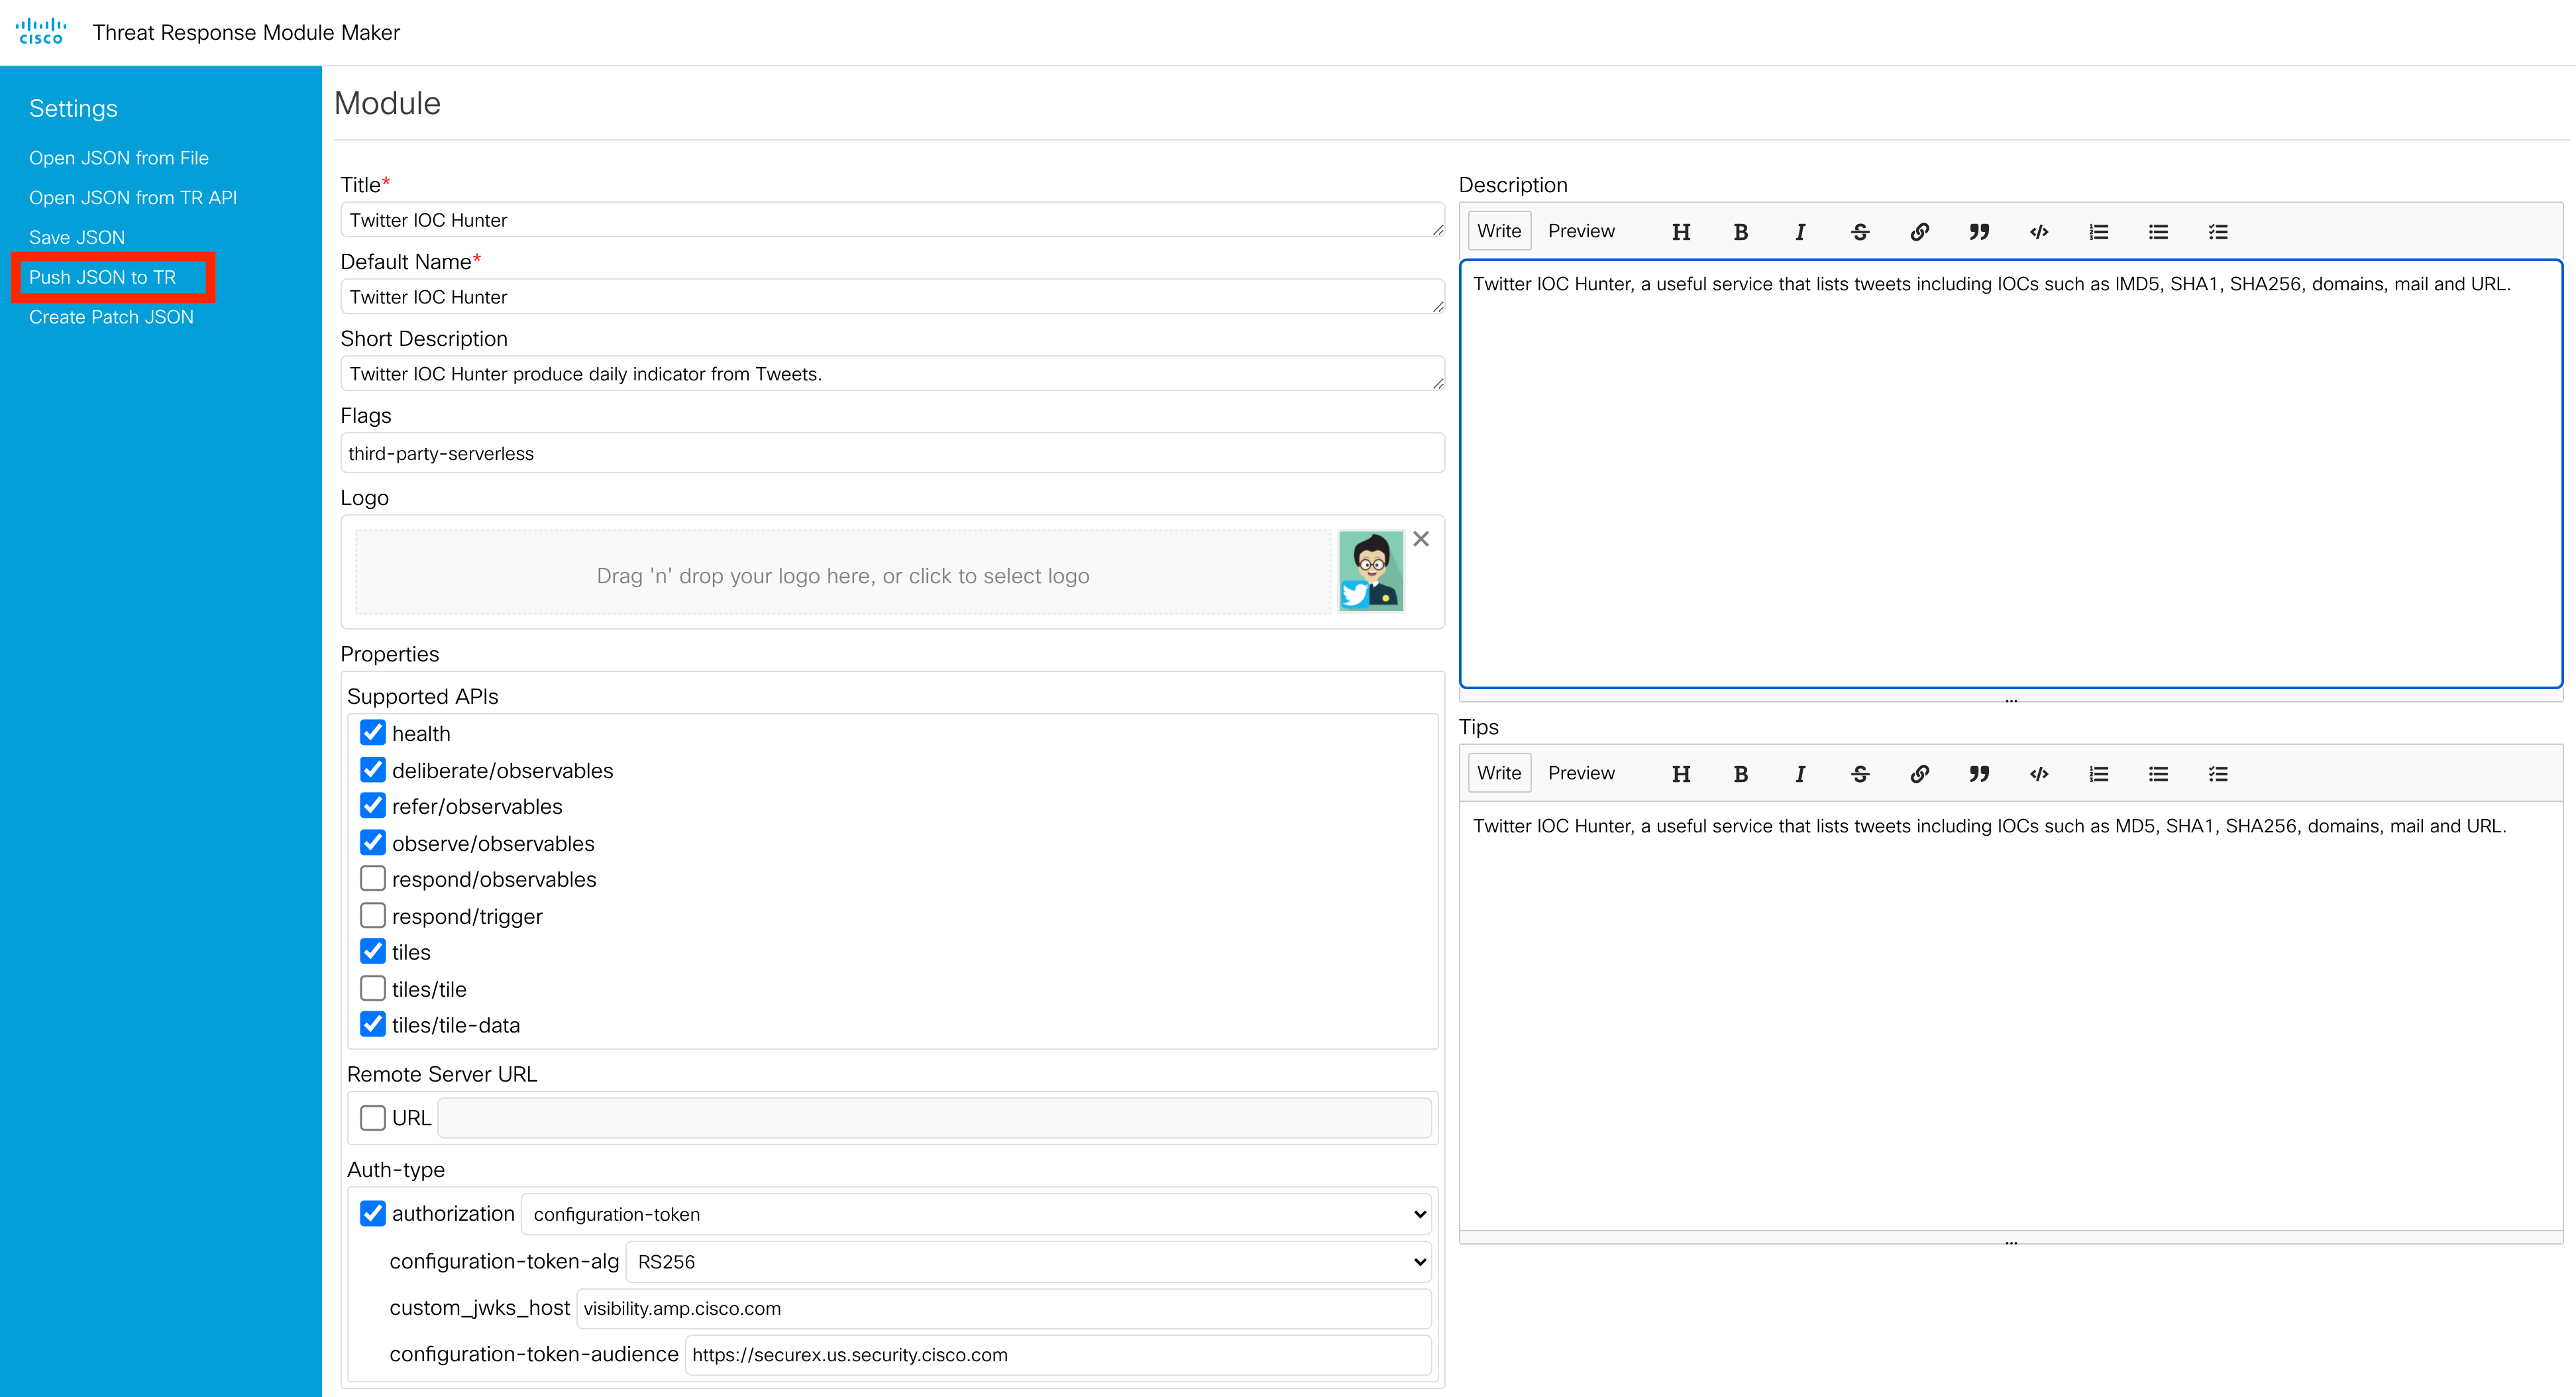 CISCO
Threat Response Module Maker
Settings
Open JSON from File
Open JSON from TR API
Save JSON
Push JSON to TR
Create Patch JSON
Module
Title*
Twitter IOC Hunter
Default Name*
Twitter IOC Hunter
Short Description
Twitter IOC Hunter produce daily indicator from Tweets.
Flags
third-party-serverless
Logo
Drag 'n' drop your logo here, or click to select logo
Properties
Supported APIs
health
deliberate/observables
refer/observables
observe/observables
respond/observables
respond/trigger
tiles
tiles/tile
tiles/tile-data
Remote Server URL
URL
Auth-type
authorization configuration-token
configuration-token-alg RS256
custom_jwks_host visibility.amp.cisco.com
configuration-token-audience https://securex.us.security.cisco.com
Description
Write Preview
Twitter IOC Hunter, a useful service that lists tweets including IOCs such as IMD5, SHA1, SHA256, domains, mail and URL.
Tips
Write Preview
Twitter IOC Hunter, a useful service that lists tweets including IOCs such as MD5, SHA1, SHA256, domains, mail and URL.